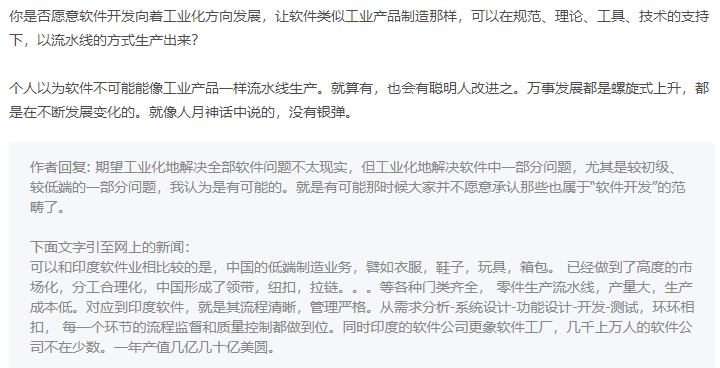 你是否愿意软件开发向着工业化方向发展，让软件类似工业产品制造那样，可以在规范、理论、工具、技术的支持
下，以流水线的方式生产出来？
个人以为软件不可能能像工业产品一样流水线生产。就算有，也会有聪明人改进之。万事发展都是螺旋式上升，都
是在不断发展变化的。就像人月神话中说的，没有银弹。
作者回复: 期望工业化地解决全部软件问题不太现实，但工业化地解决软件中一部分问题，尤其是较初级、
较低端的一部分问题，我认为是有可能的。就是有可能那时候大家并不愿意承认那些也属于“软件开发”的范
畴了。
下面文字引至网上的新闻：
可以和印度软件业相比较的是，中国的低端制造业务，譬如衣服，鞋子，玩具，箱包。 已经做到了高度的市
场化，分工合理化，中国形成了领带，纽扣，拉链。。。等各种门类齐全， 零件生产流水线，产量大，生产
成本低。对应到印度软件，就是其流程清晰，管理严格。从需求分析-系统设计-功能设计-开发-测试，环环相
扣， 每一个环节的流程监督和质量控制都做到位。同时印度的软件公司更象软件工厂，几千上万人的软件公
司不在少数。一年产值几亿几十亿美圆。